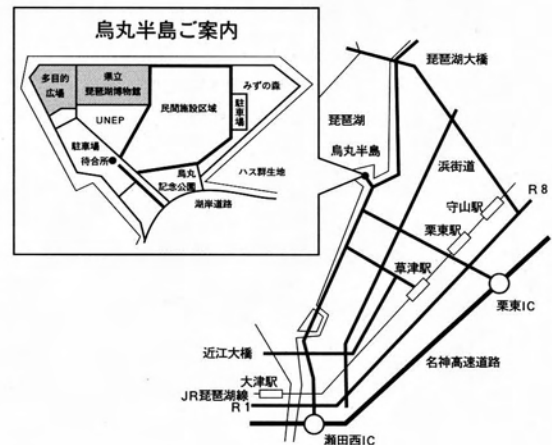 烏丸半島ご案内
多目的
広場
県立
琵琶湖博物館
みずの森
UNEP
民間施設区域
駐車場
駐車場
待合所
烏丸
記念公園
ハス群生地
湖岸道路
琵琶湖大橋
琵琶湖
烏丸半島
浜街道
守山駅
R 8
栗東駅
草津駅
栗東IC
近江大橋
名神高速道路
大津駅
JR琵琶湖線
R 1
瀬田西IC